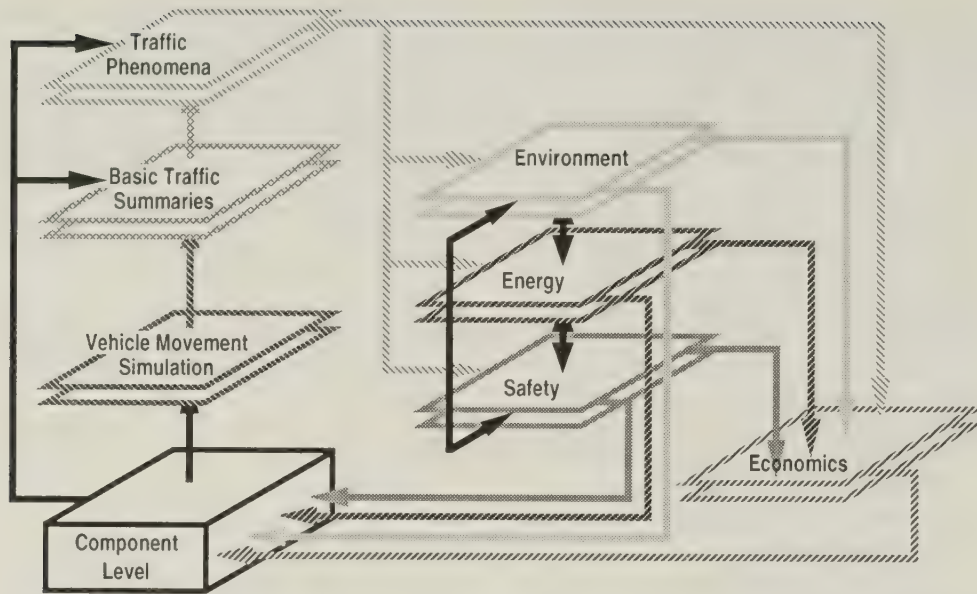 Traffic
Phenomena
Basic Traffic
Summaries
Vehicle Movement
Simulation
Component
Level
Environment
Energy
Safety
Economics